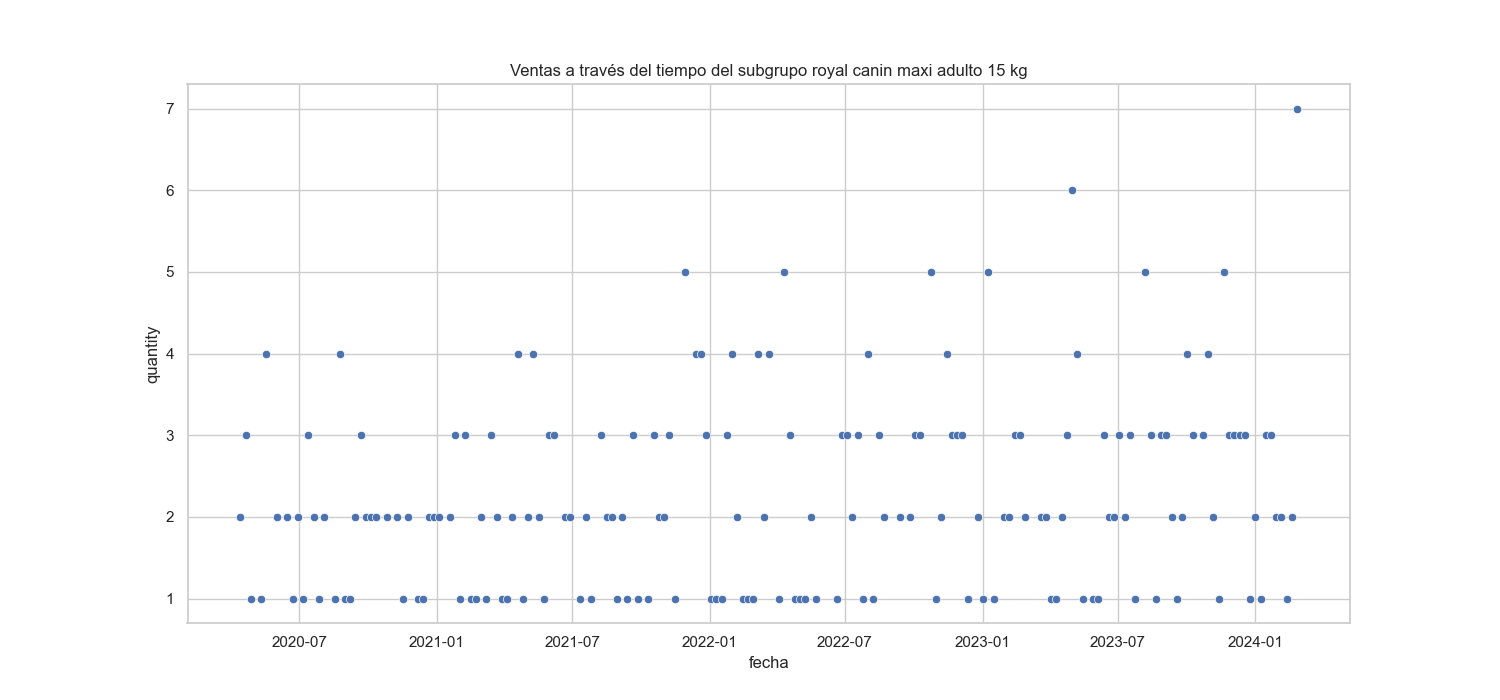 Ventas a través del tiempo del subgrupo royal canin maxi adulto 15 kg
7
6
5
4
3
2
1
quantity
2020-07 2021-01 2021-07 2022-01 2022-07 2023-01 2023-07 2024-01
fecha